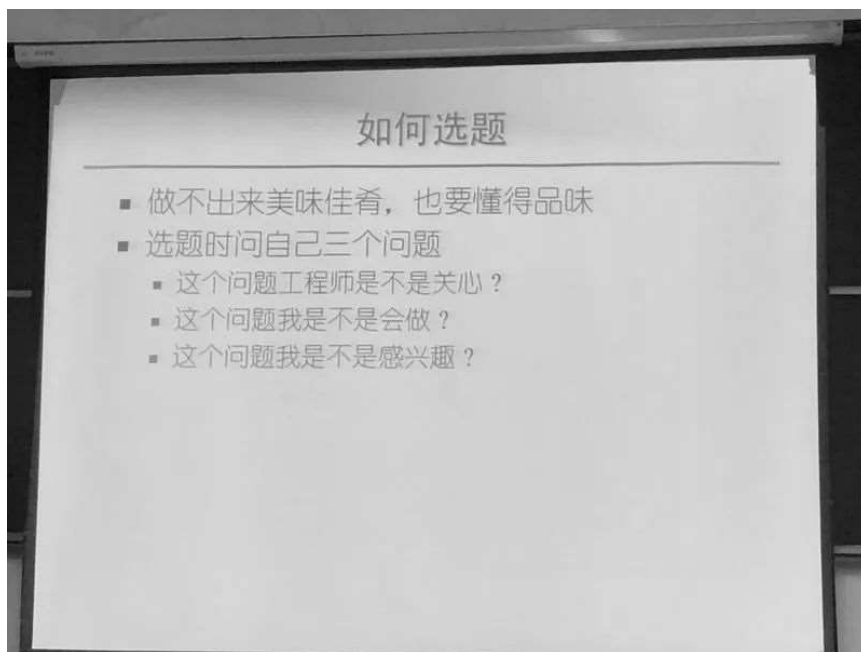 如何选题
▪ 做不出来美味佳肴，也要懂得品味
▪ 选题时问自己三个问题
▪ 这个问题工程师是不是关心？
▪ 这个问题我是不是会做？
▪ 这个问题我是不是感兴趣？